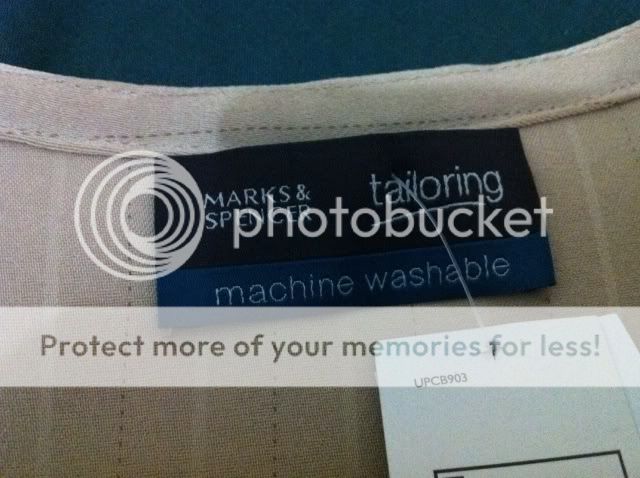 MARKS &
SPENCER
tailoring
photobucket
machine washable
Protect more of your memories for less!
UPCB903